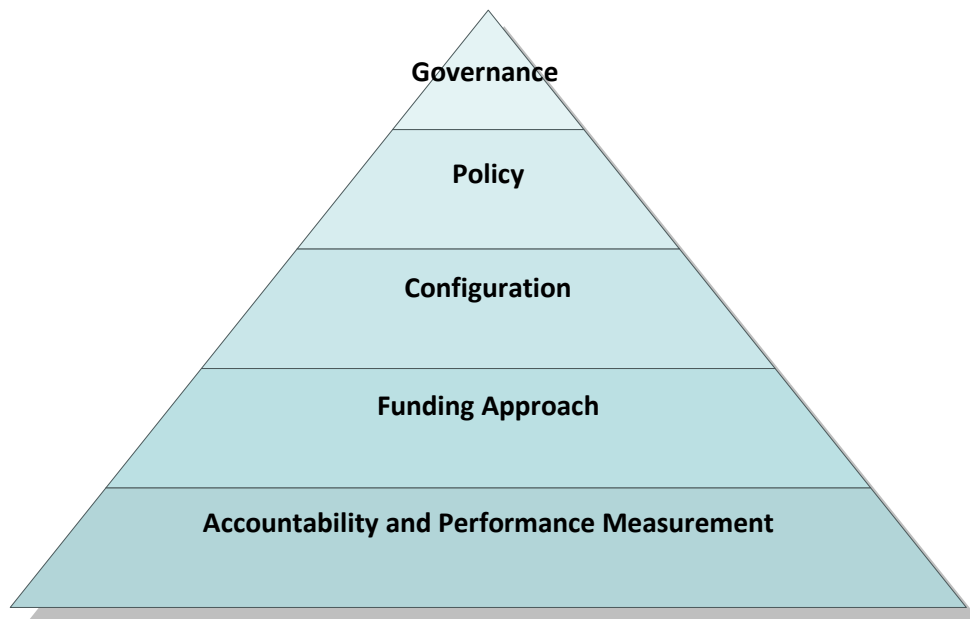 Governance
Policy
Configuration
Funding Approach
Accountability and Performance Measurement